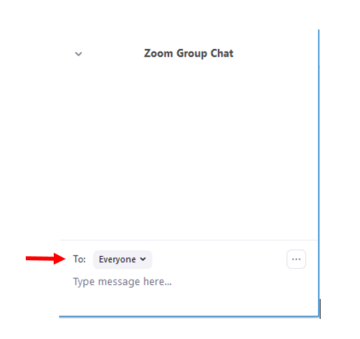 Zoom Group Chat
To: Everyone
Type message here...